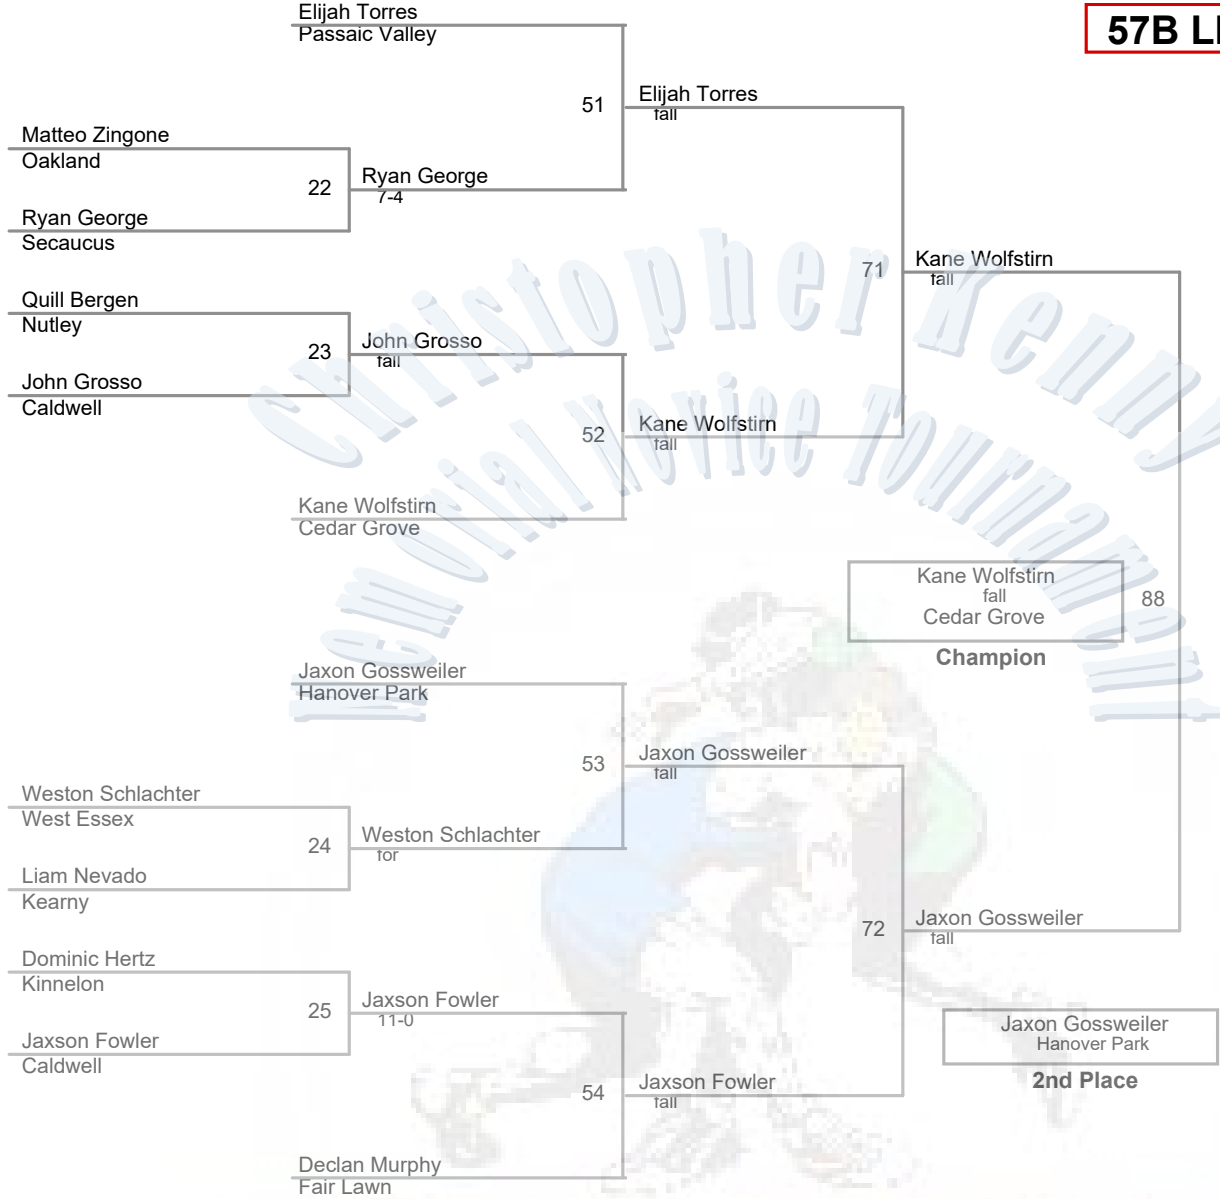 Elijah Torres
Passaic Valley
57B
51
Elijah Torres
fall
Matteo Zingone
Oakland
22
Ryan George
7-4
Ryan George
Secaucus
71
Kane Wolfstirn
fall
Quill Bergen
Nutley
23
John Grosso
fall
John Grosso
Caldwell
52
Kane Wolfstirn
fall
Kane Wolfstirn
Cedar Grove
Christopher Kenny
Memorial Novice Tournament
Kane Wolfstirn
fall
Cedar Grove
88
Champion
Jaxon Gossweiler
Hanover Park
53
Jaxon Gossweiler
fall
Weston Schlachter
West Essex
24
Weston Schlachter
for
Liam Nevado
Kearny
72
Jaxon Gossweiler
fall
Dominic Hertz
Kinnelon
25
Jaxson Fowler
11-0
Jaxson Fowler
Caldwell
Jaxon Gossweiler
Hanover Park
2nd Place
54
Jaxson Fowler
fall
Declan Murphy
Fair Lawn